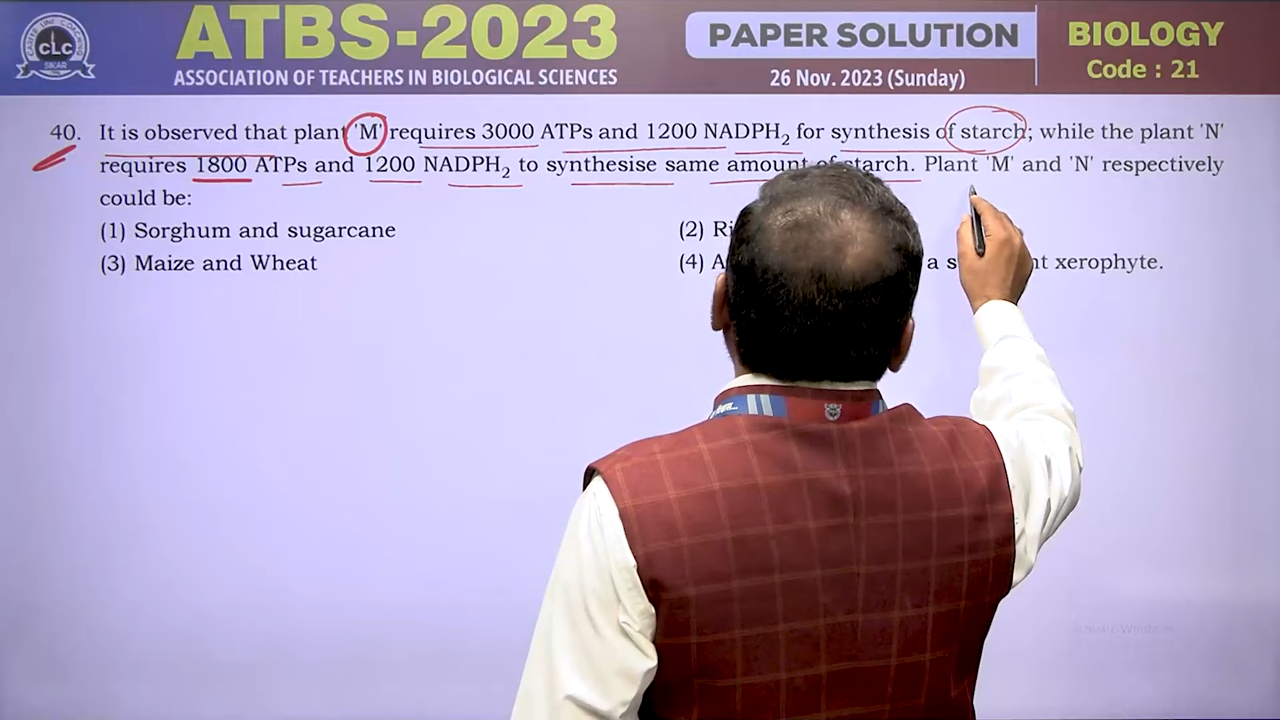 CAREER LINE COACHING
CLC
SIKAR
ATBS-2023
ASSOCIATION OF TEACHERS IN BIOLOGICAL SCIENCES
PAPER SOLUTION
26 Nov. 2023 (Sunday)
BIOLOGY
Code : 21
40. It is observed that plant 'M' requires 3000 ATPs and 1200 NADPH₂ for synthesis of starch; while the plant 'N'
requires 1800 ATPs and 1200 NADPH₂ to synthesise same amount of starch. Plant 'M' and 'N' respectively
could be:
(1) Sorghum and sugarcane (2)
(3) Maize and Wheat (4) a xerophyte.